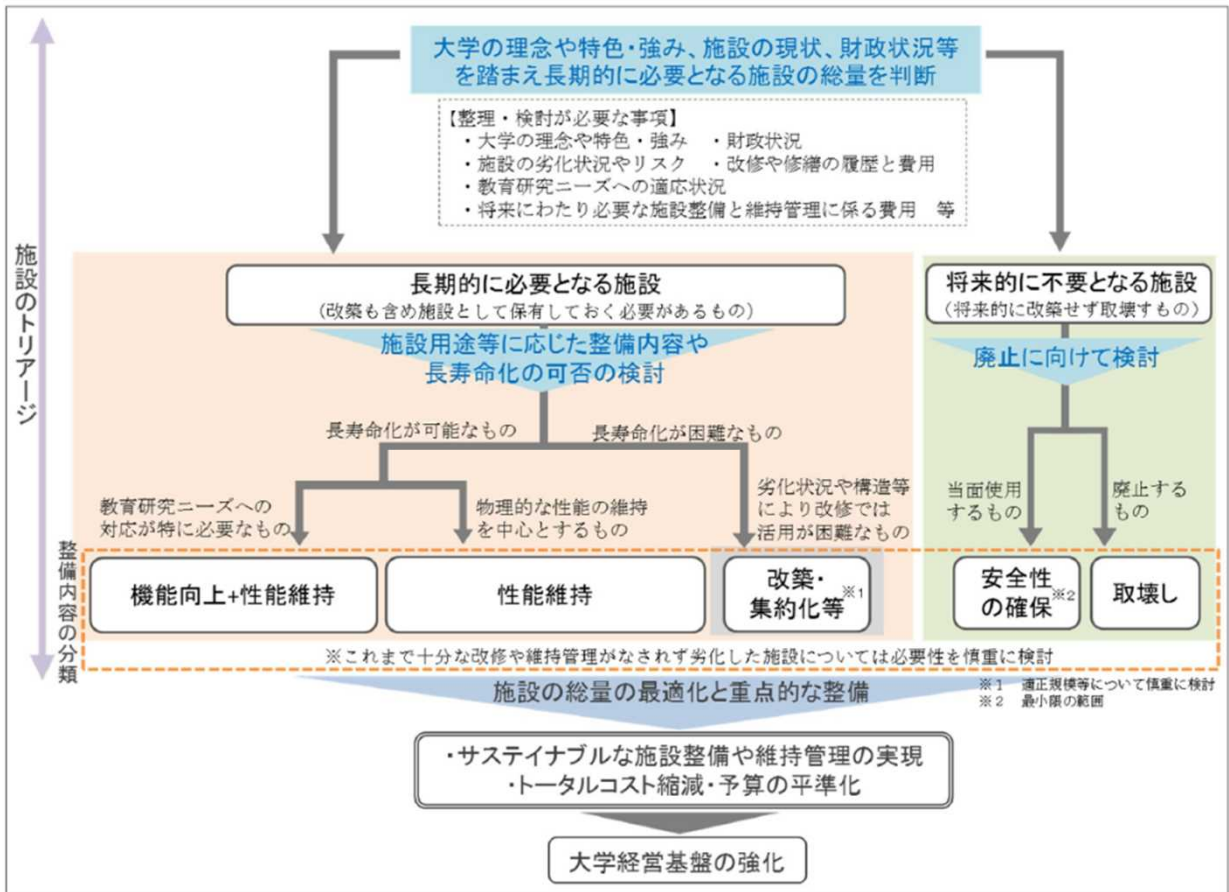 大学の理念や特色・強み、施設の現状、財政状況等
を踏まえ長期的に必要となる施設の総量を判断
【整理・検討が必要な事項】
・大学の理念や特色・強み　・財政状況
・施設の劣化状況やリスク　・改修や修繕の履歴と費用
・教育研究ニーズへの適応状況
・将来にわたり必要な施設整備と維持管理に係る費用　等
施設のトリアージ
長期的に必要となる施設
（改築も含め施設として保有しておく必要があるもの）
施設用途等に応じた整備内容や
長寿命化の可否の検討
将来的に不要となる施設
（将来的に改築せず取壊すもの）
廃止に向けて検討
長寿命化が可能なもの
長寿命化が困難なもの
教育研究ニーズへの
対応が特に必要なもの
物理的な性能の維持
を中心とするもの
劣化状況や構造等
により改修では
活用が困難なもの
当面使用
するもの
廃止する
もの
整備内容の分類
機能向上+性能維持
性能維持
改築・
集約化等※1
安全性
の確保※2
取壊し
※これまで十分な改修や維持管理がなされず劣化した施設については必要性を慎重に検討
施設の総量の最適化と重点的な整備
※１　適正規模等について慎重に検討
※２　最小限の範囲
・サステイナブルな施設整備や維持管理の実現
・トータルコスト縮減・予算の平準化
大学経営基盤の強化